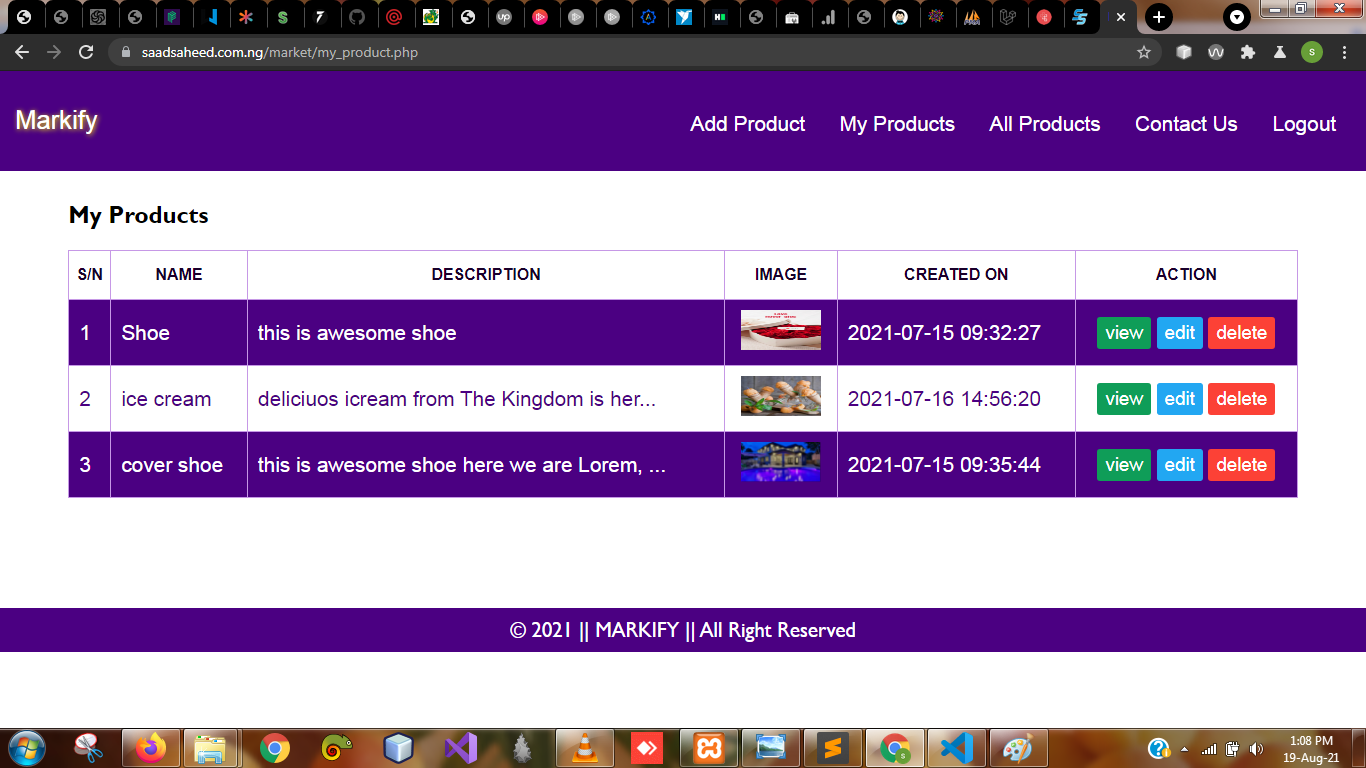 saadsaheed.com.ng/market/my_product.php
s
Markify
Add Product My Products All Products Contact Us Logout
My Products
S/N NAME DESCRIPTION IMAGE CREATED ON ACTION
1 Shoe this is awesome shoe 2021-07-15 09:32:27 view edit delete
2 ice cream deliciuos icream from The Kingdom is her... 2021-07-16 14:56:20 view edit delete
3 cover shoe this is awesome shoe here we are Lorem, ... 2021-07-15 09:35:44 view edit delete
© 2021 || MARKIFY || All Right Reserved
1:08 PM
19-Aug-21